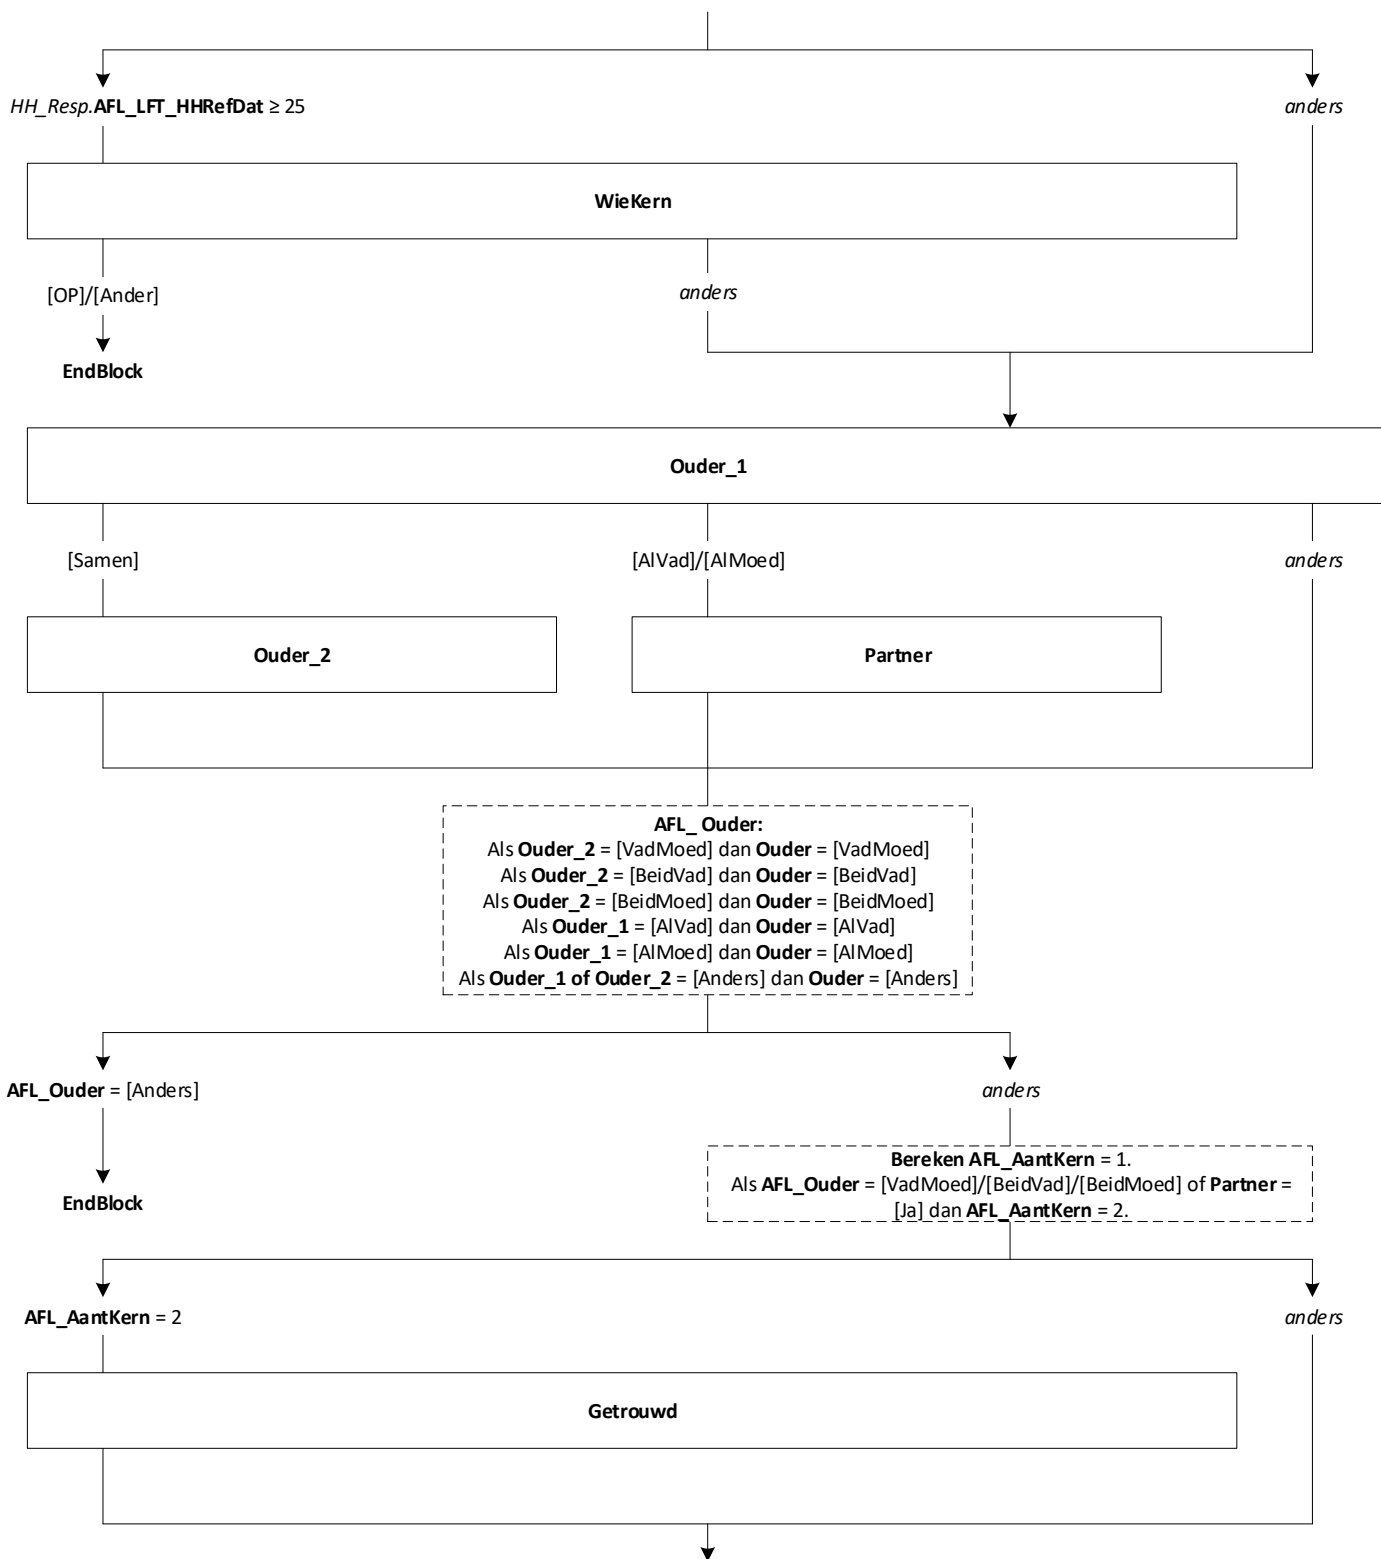 HH_Resp.AFL_LFT_HHRefDat ≥ 25
anders
WieKern
[OP]/[Ander]
anders
EndBlock
Ouder_1
[Samen]
[AlVad]/[AlMoed]
anders
Ouder_2
Partner
AFL_ Ouder:
Als Ouder_2 = [VadMoed] dan Ouder = [VadMoed]
Als Ouder_2 = [BeidVad] dan Ouder = [BeidVad]
Als Ouder_2 = [BeidMoed] dan Ouder = [BeidMoed]
Als Ouder_1 = [AlVad] dan Ouder = [AlVad]
Als Ouder_1 = [AlMoed] dan Ouder = [AlMoed]
Als Ouder_1 of Ouder_2 = [Anders] dan Ouder = [Anders]
AFL_Ouder = [Anders]
anders
EndBlock
Bereken AFL_AantKern = 1.
Als AFL_Ouder = [VadMoed]/[BeidVad]/[BeidMoed] of Partner =
[Ja] dan AFL_AantKern = 2.
AFL_AantKern = 2
anders
Getrouwd